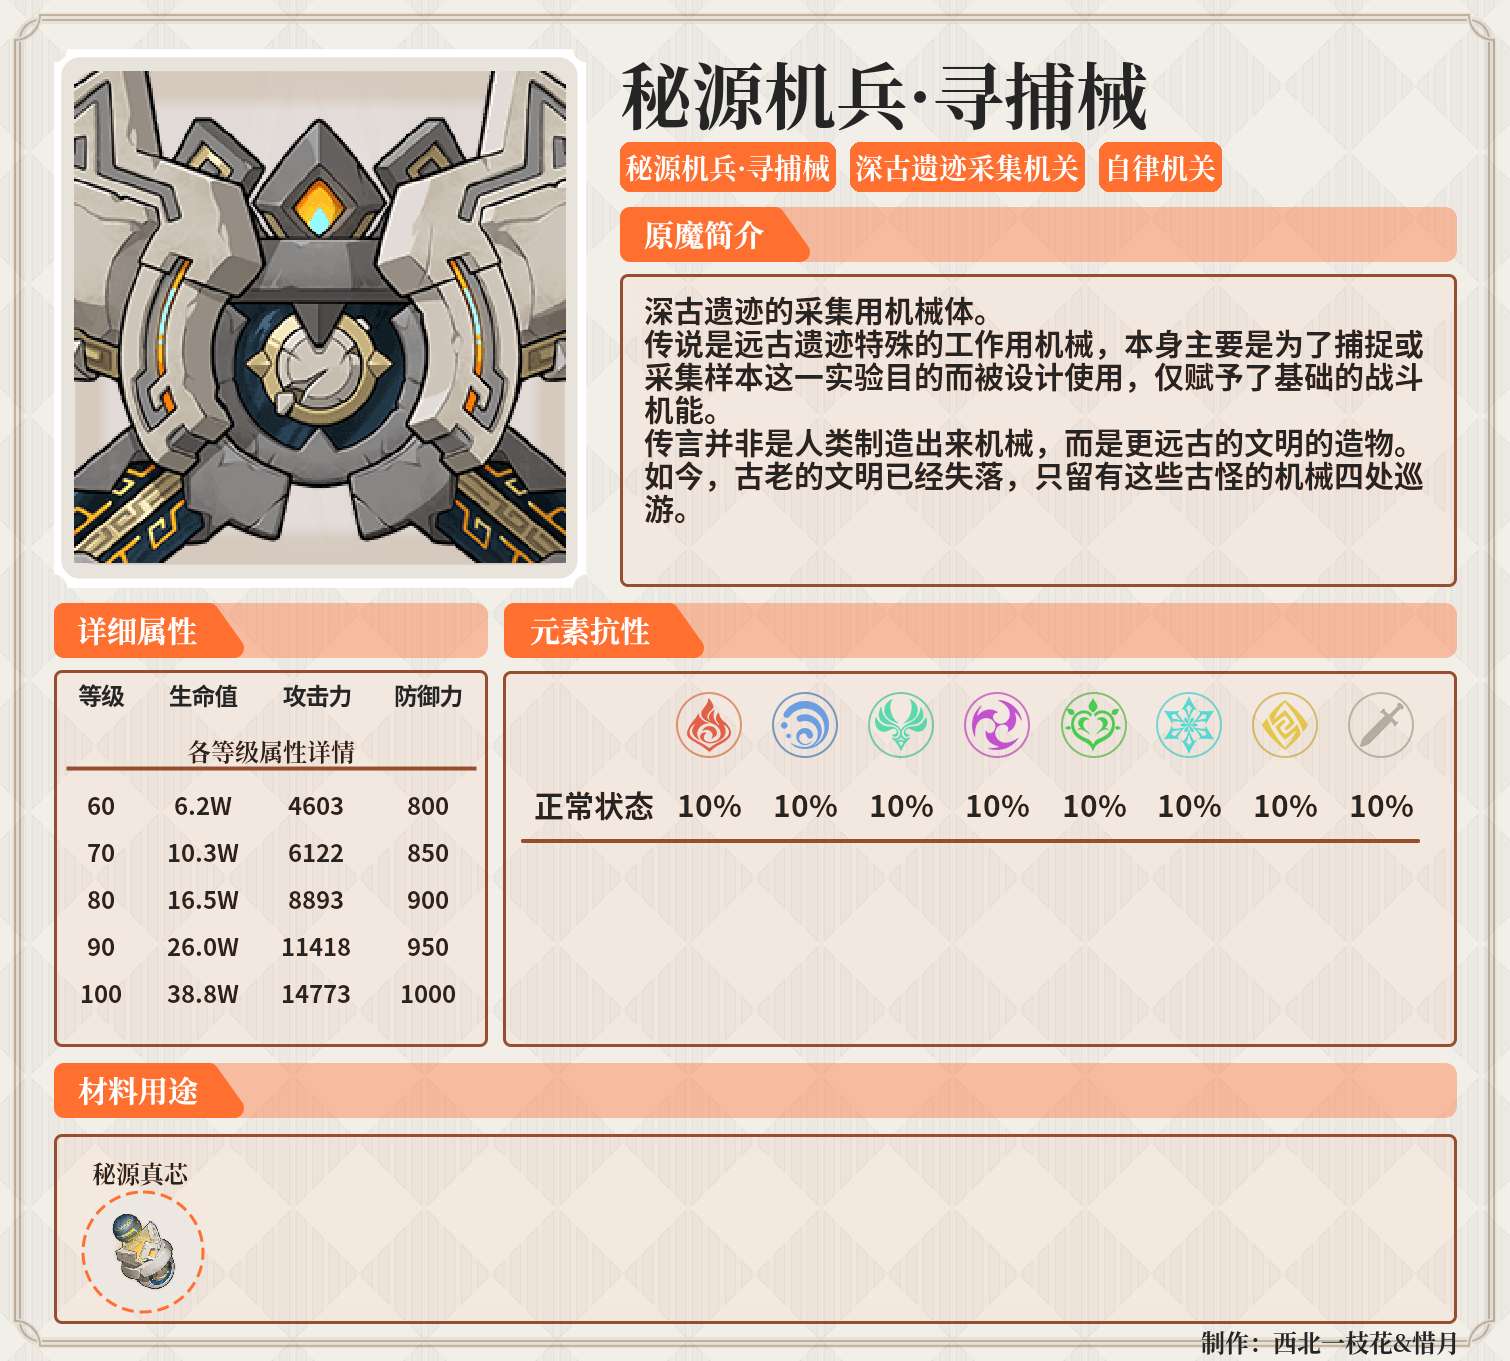 秘源机兵·寻捕械
秘源机兵·寻捕械 深古遗迹采集机关 自律机关
原魔简介
深古遗迹的采集用机械体。
传说是远古遗迹特殊的工作用机械，本身主要是为了捕捉或
采集样本这一实验目的而被设计使用，仅赋予了基础的战斗
机能。
传言并非是人类制造出来机械，而是更远古的文明的造物。
如今，古老的文明已经失落，只留有这些古怪的机械四处巡
游。
详细属性
等级 生命值 攻击力 防御力
各等级属性详情
60 6.2W 4603 800
70 10.3W 6122 850
80 16.5W 8893 900
90 26.0W 11418 950
100 38.8W 14773 1000
元素抗性
正常状态 10% 10% 10% 10% 10% 10% 10% 10%
材料用途
秘源真芯
制作：西北一枝花&惜月